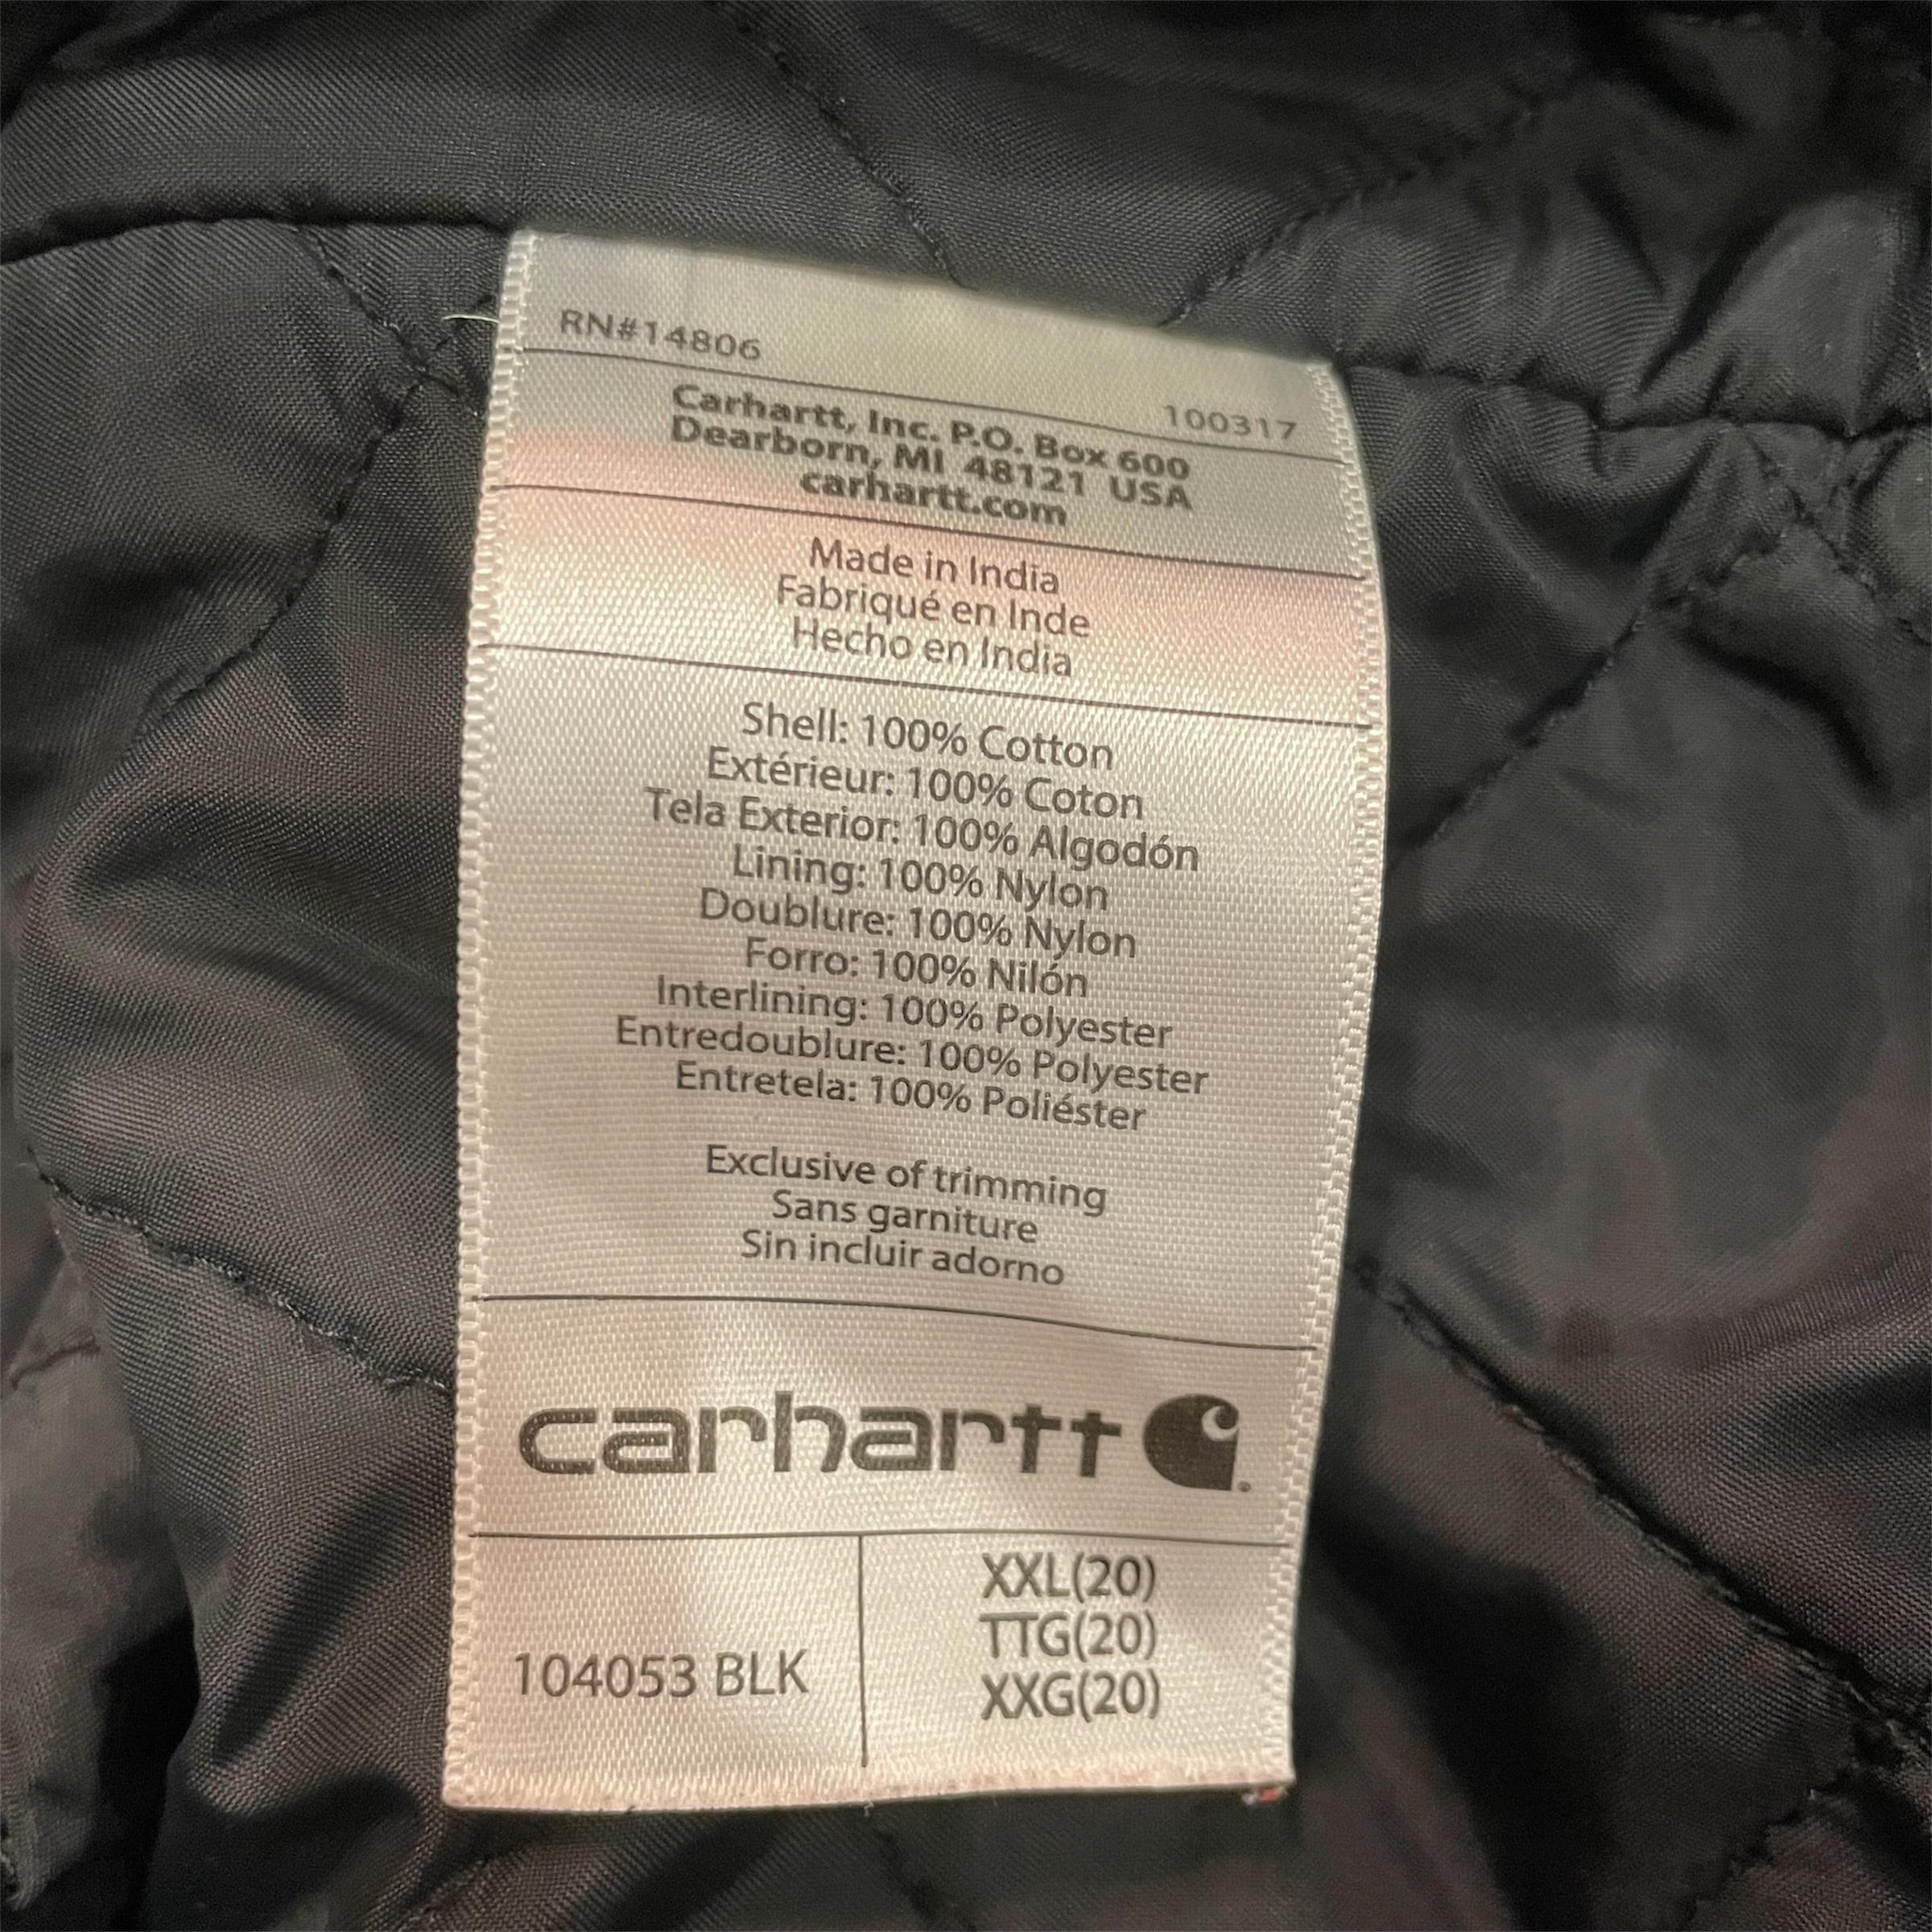 RN#14806
100317
Carhartt, Inc. P.O. Box 600
Dearborn, MI 48121 USA
carhartt.com
Made in India
Fabriqué en Inde
Hecho en India
Shell: 100% Cotton
Extérieur: 100% Coton
Tela Exterior: 100% Algodón
Lining: 100% Nylon
Doublure: 100% Nylon
Forro: 100% Nilón
Interlining: 100% Polyester
Entredoublure: 100% Polyester
Entretela: 100% Poliéster
Exclusive of trimming
Sans garniture
Sin incluir adorno
carhartt
104053 BLK
XXL(20)
TTG(20)
XXG(20)